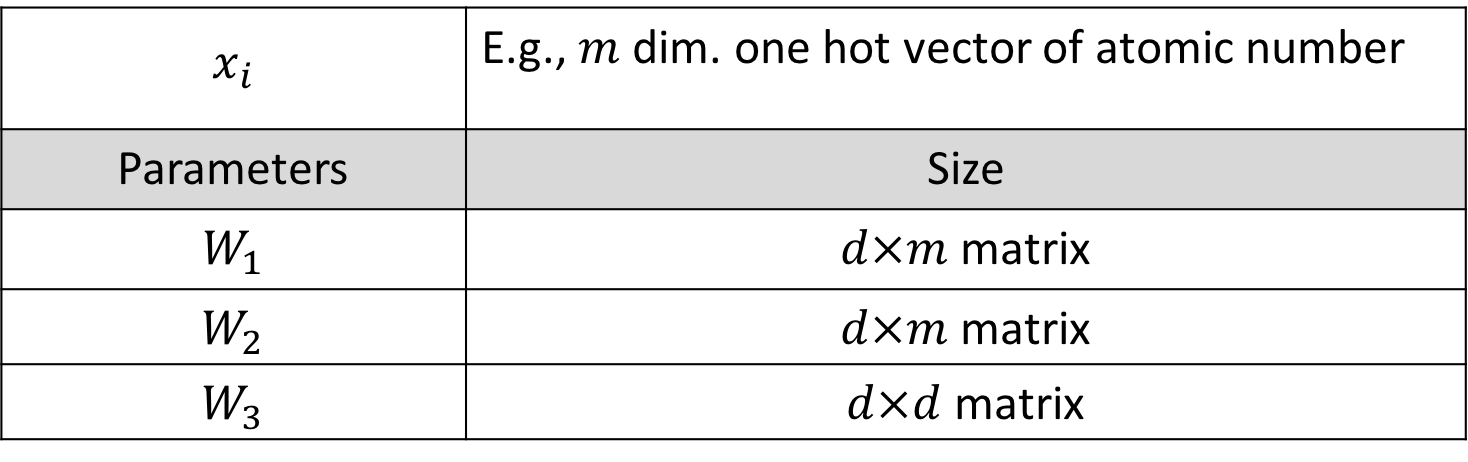 x_i E.g., m dim. one hot vector of atomic number
Parameters Size
W_1 d×m matrix
W_2 d×m matrix
W_3 d×d matrix